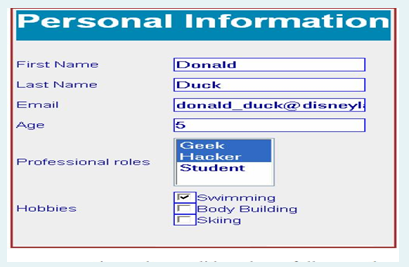 Personal Information
First Name Donald
Last Name Duck
Email donald_duck@disneyl
Age 5
Professional roles Geek
Hacker
Student
Hobbies Swimming
Body Building
Skiing